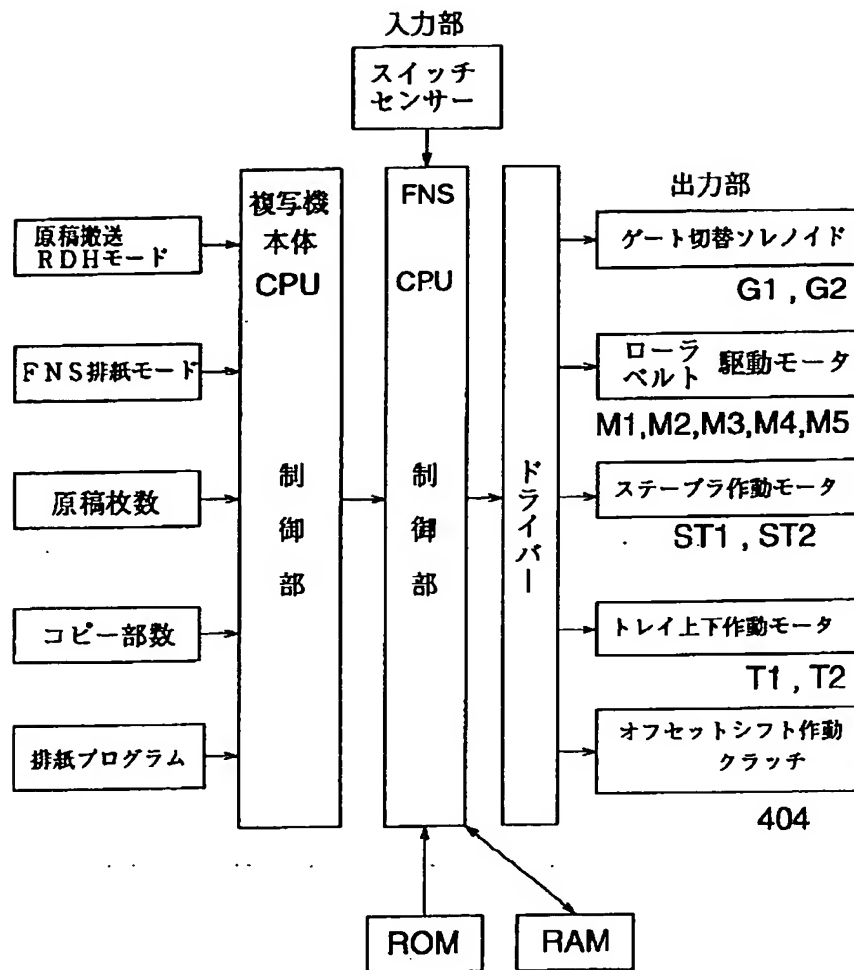 入力部
スイッチ
センサー
原稿搬送
RDHモード
FNS排紙モード
原稿枚数
コピー部数
排紙プログラム
複写機
本体
CPU
制
御
部
FNS
CPU
制
御
部
ドライバー
出力部
ゲート切替ソレノイド
G1 , G2
ローラ
ベルト 駆動モータ
M1,M2,M3,M4,M5
ステープラ作動モータ
ST1 , ST2
トレイ上下作動モータ
T1 , T2
オフセットシフト作動
クラッチ
404
ROM
RAM